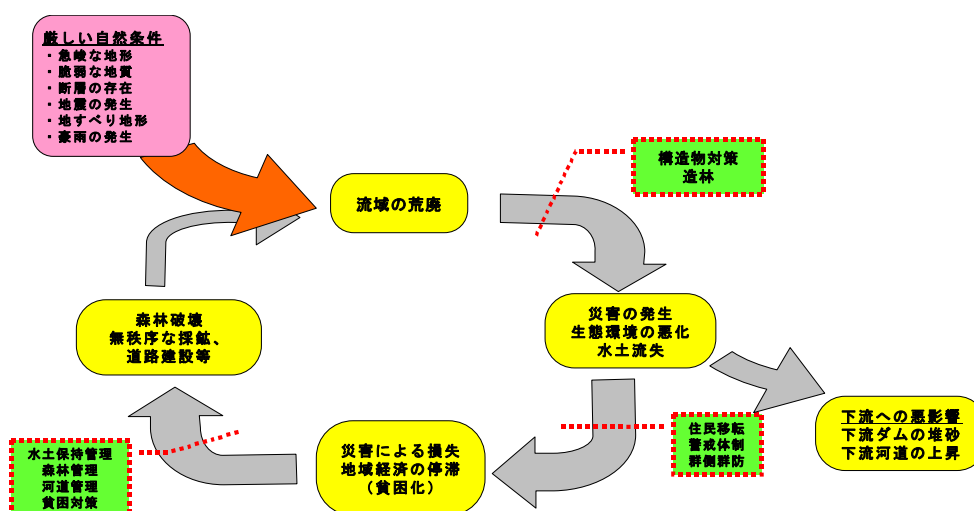 厳しい自然条件
・急峻な地形
・脆弱な地質
・断層の存在
・地震の発生
・地すべり地形
・豪雨の発生
流域の荒廃
構造物対策
造林
災害の発生
生態環境の悪化
水土流失
下流への悪影響
下流ダムの堆砂
下流河道の上昇
住民移転
警戒体制
群側群防
災害による損失
地域経済の停滞
（貧困化）
水土保持管理
森林管理
河道管理
貧困対策
森林破壊
無秩序な採鉱、
道路建設等